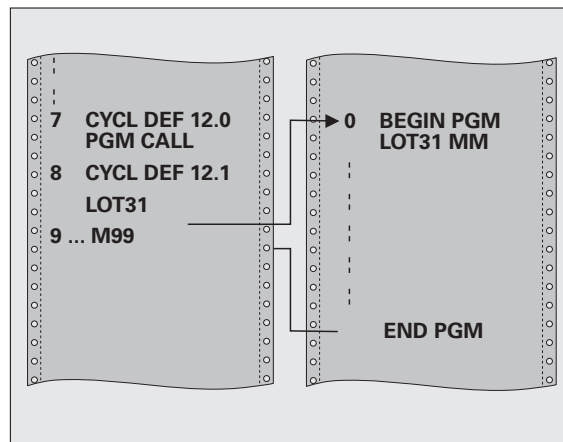 7 CYCL DEF 12.0
PGM CALL
8 CYCL DEF 12.1
LOT31
9 ... M99
0 BEGIN PGM
LOT31 MM
END PGM